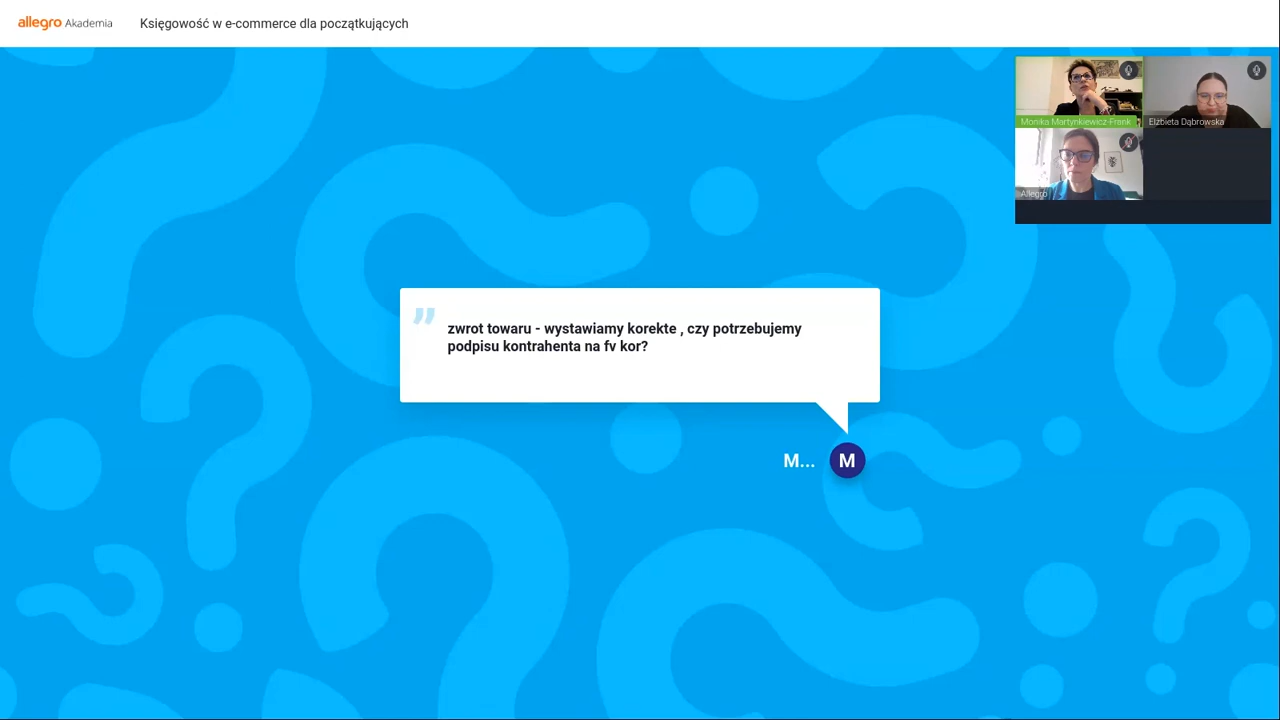 allegro Akademia
Księgowość w e-commerce dla początkujących
Monika Martynkiewicz-Frank
Elżbieta Dąbrowska
Allegro
zwrot towaru - wystawiamy korekte , czy potrzebujemy
podpisu kontrahenta na fv kor?
M...
M